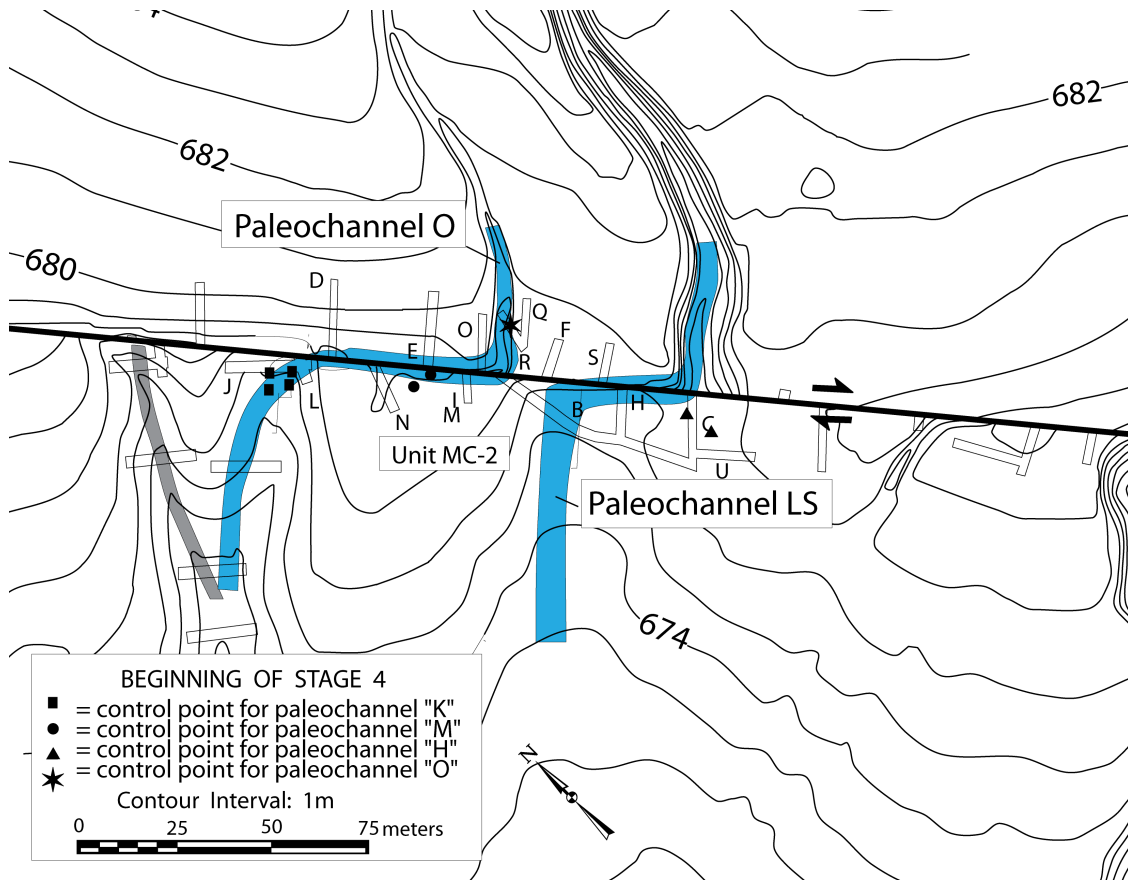 682
682
Paleochannel O
680
D
O
Q
F
E
R
S
J
L
I
M
N
B
H
C
Unit MC-2
U
Paleochannel LS
674
BEGINNING OF STAGE 4
= control point for paleochannel "K"
= control point for paleochannel "M"
= control point for paleochannel "H"
= control point for paleochannel "O"
Contour Interval: 1m
0 25 50 75 meters
N